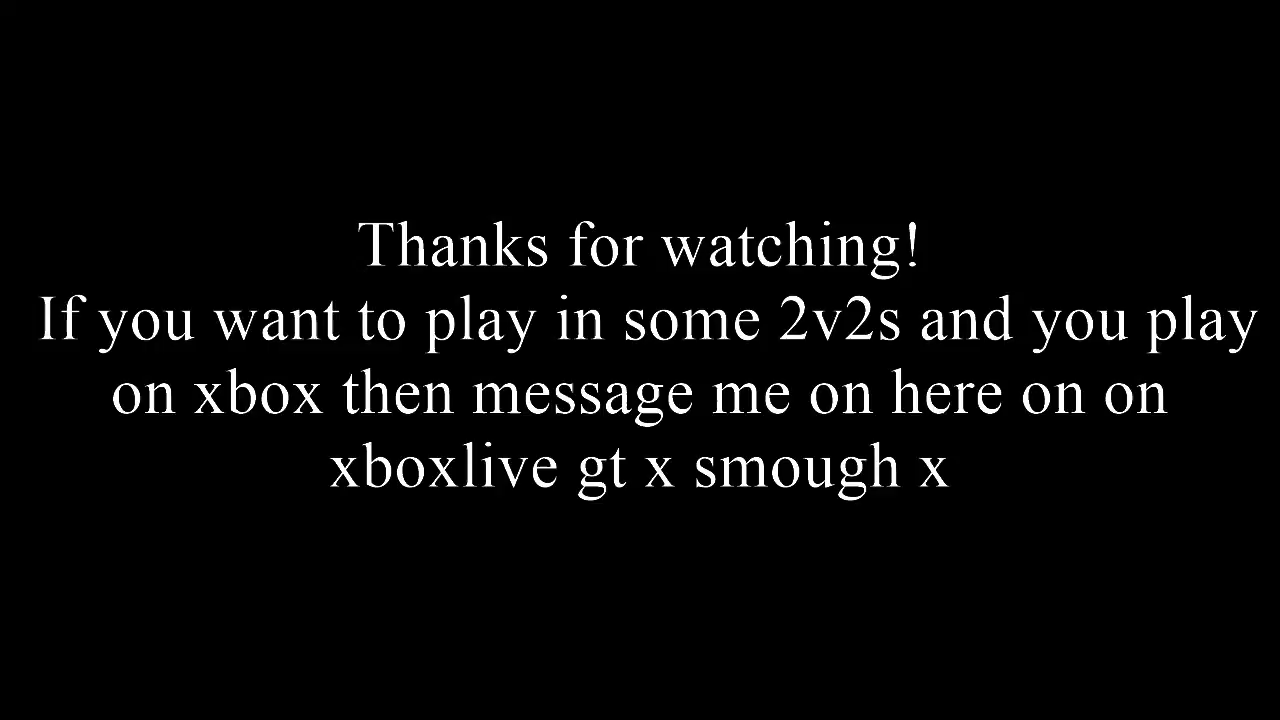 Thanks for watching!
If you want to play in some 2v2s and you play
on xbox then message me on here on on
xboxlive gt x smough x